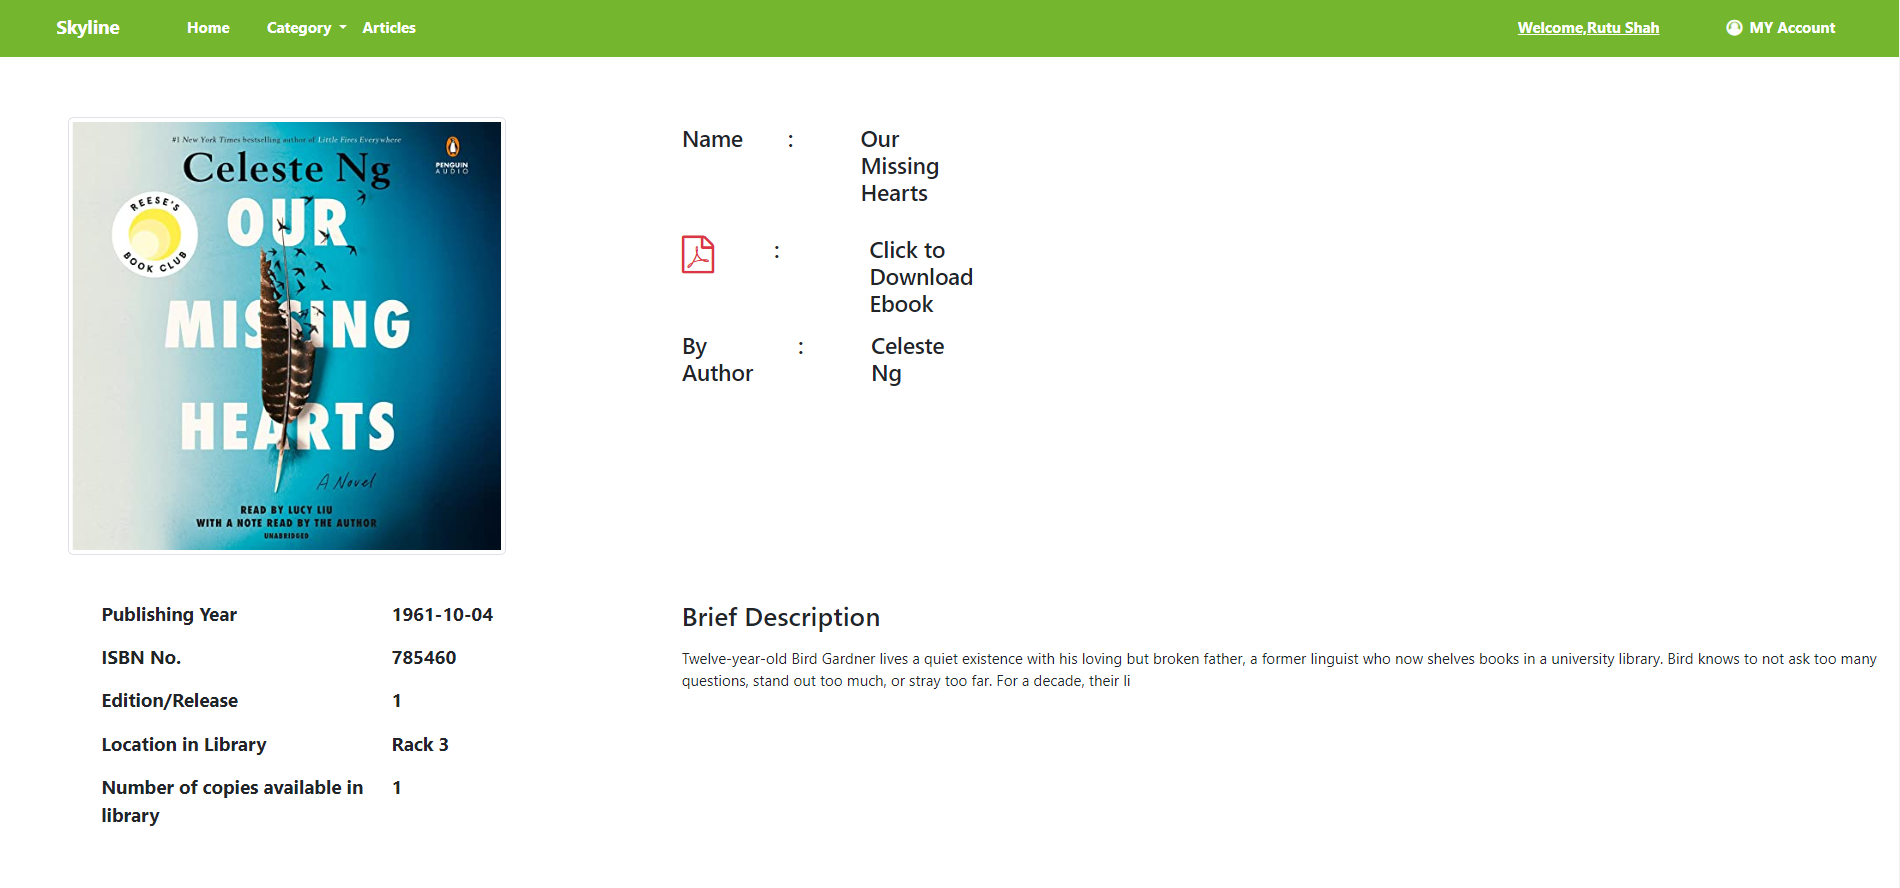 Skyline Home Category Articles Welcome,Rutu Shah MY Account
#1 New York Times bestselling author of Little Fires Everywhere
Celeste Ng
PENGUIN
AUDIO
REESE'S
BOOK CLUB
OUR
MISSING
HEARTS
A Novel
READ BY LUCY LIU
WITH A NOTE READ BY THE AUTHOR
UNABRIDGED
Name : Our
Missing
Hearts
: Click to
Download
Ebook
By : Celeste
Author Ng
Publishing Year 1961-10-04
ISBN No. 785460
Edition/Release 1
Location in Library Rack 3
Number of copies available in 1
library
Brief Description
Twelve-year-old Bird Gardner lives a quiet existence with his loving but broken father, a former linguist who now shelves books in a university library. Bird knows to not ask too many
questions, stand out too much, or stray too far. For a decade, their li